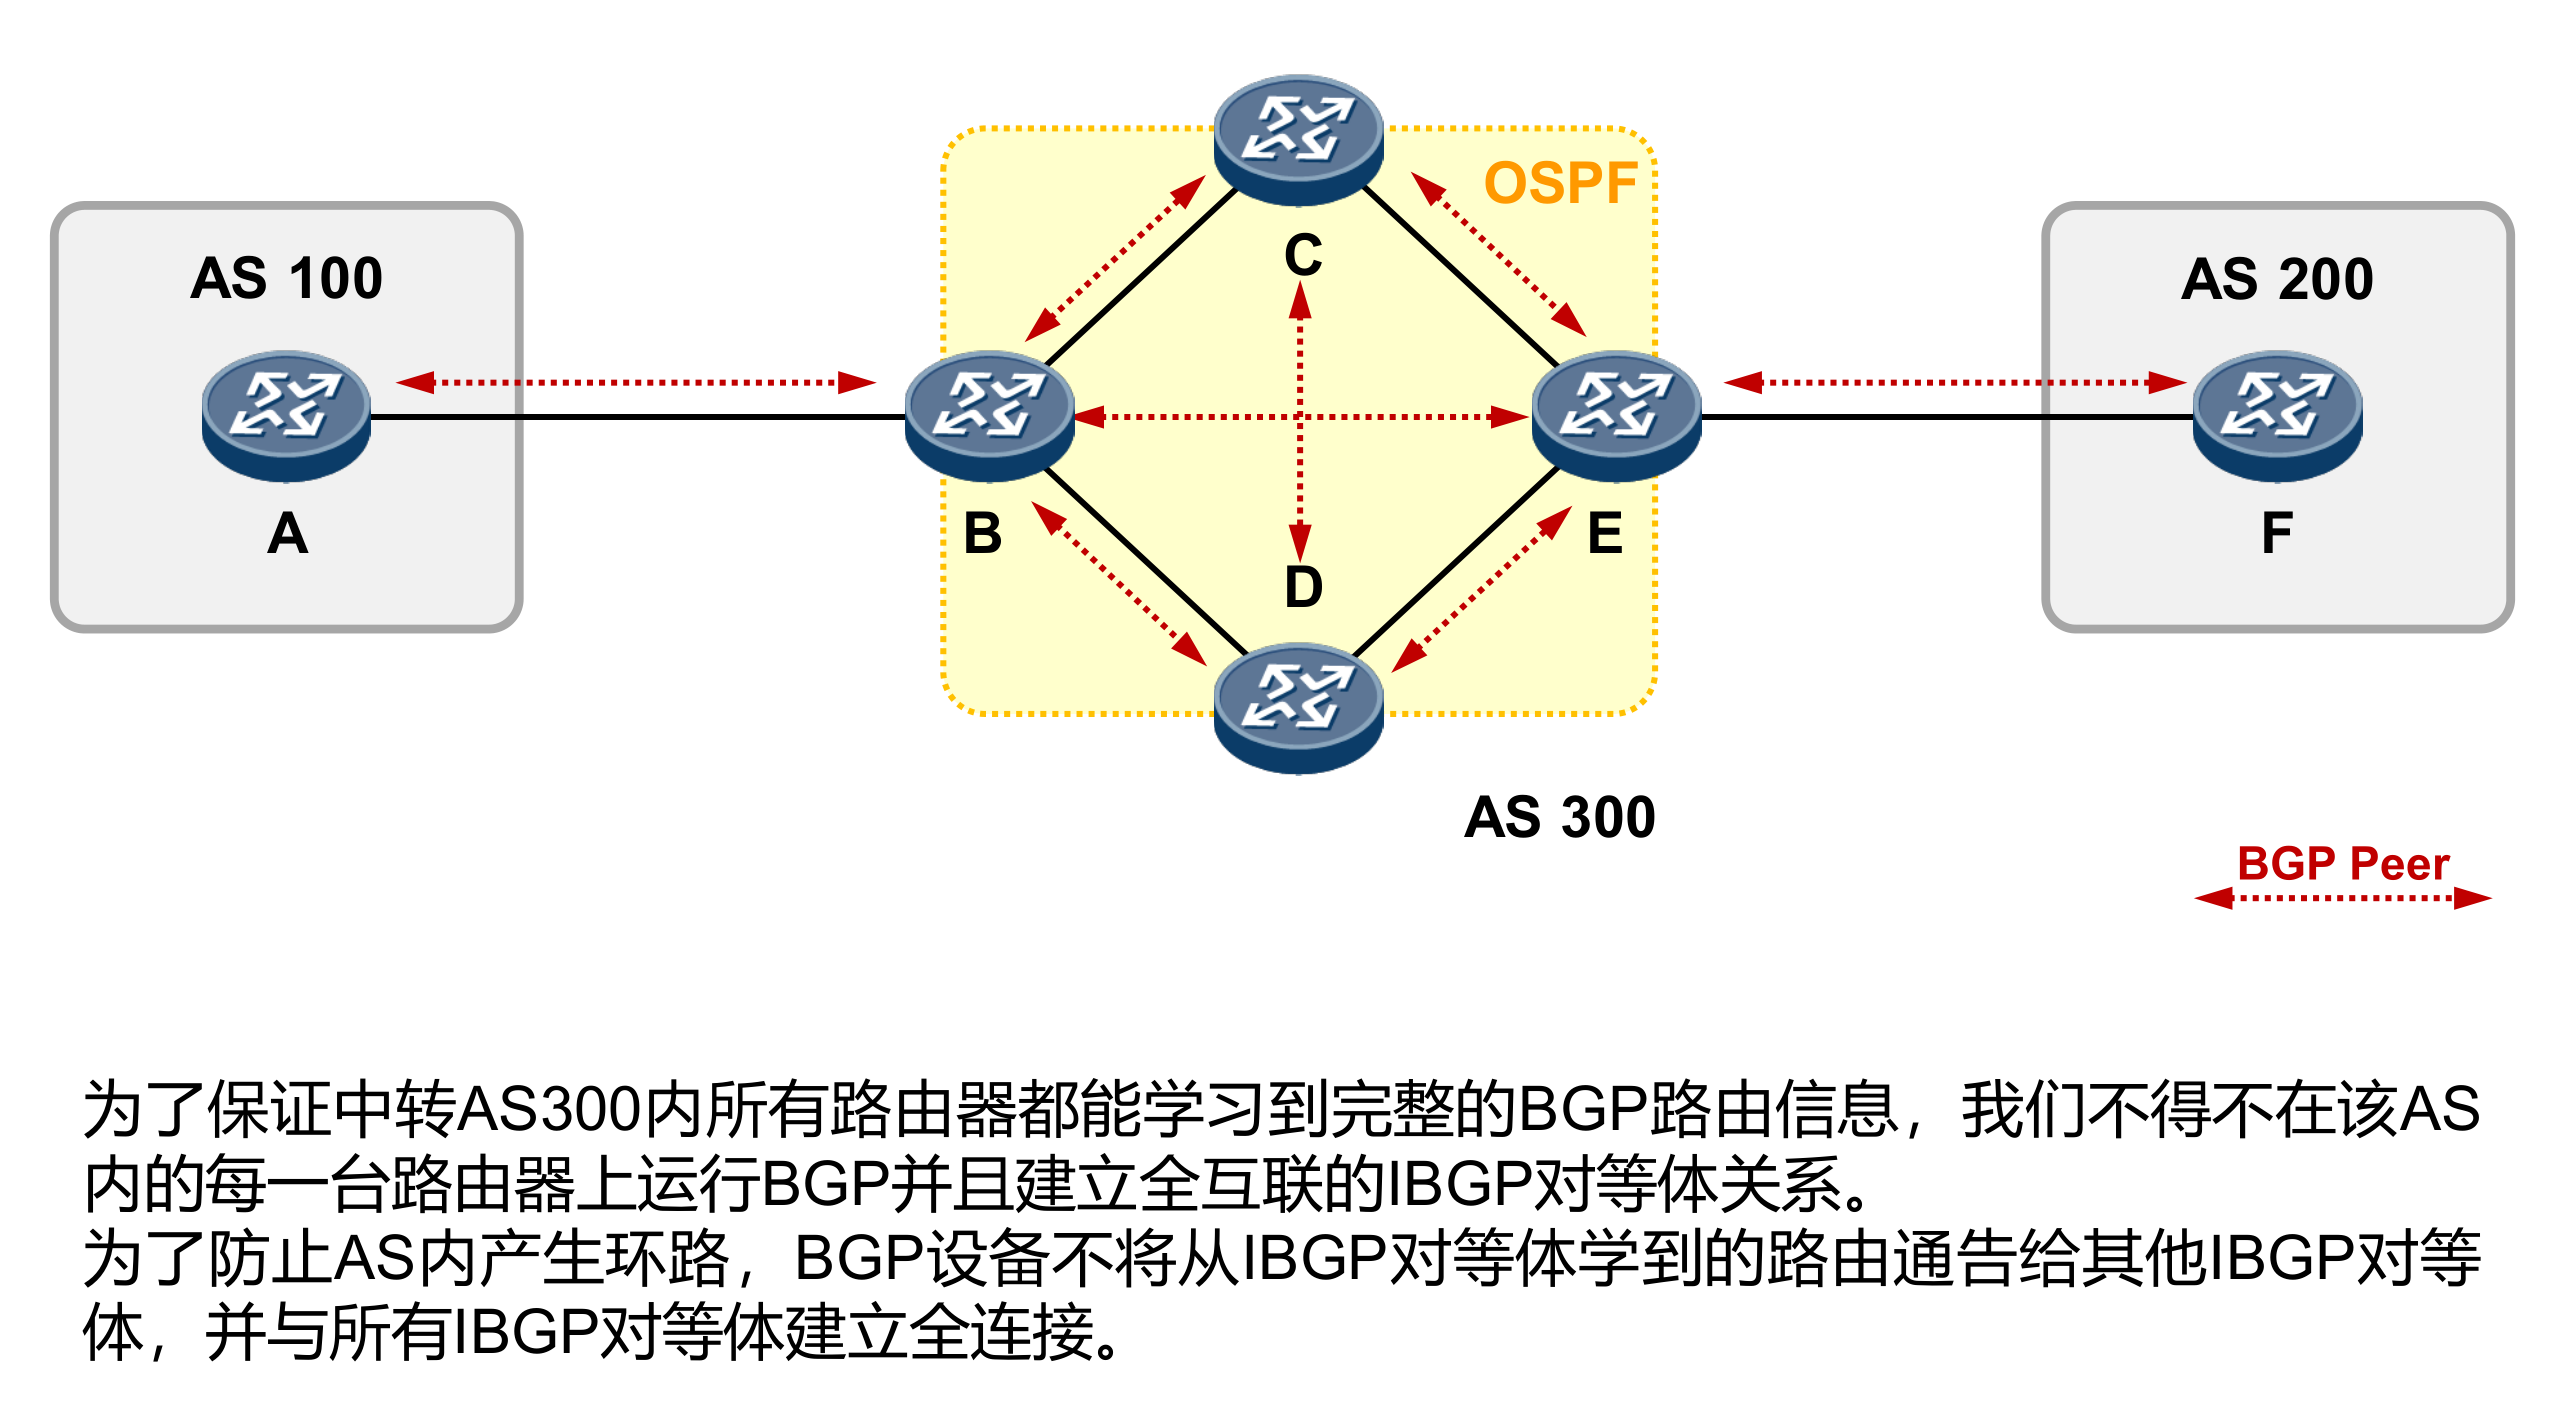 OSPF
C
AS 100
AS 200
A
B
E
F
D
AS 300
BGP Peer
为了保证中转AS300内所有路由器都能学习到完整的BGP路由信息，我们不得不在该AS
内的每一台路由器上运行BGP并且建立全互联的IBGP对等体关系。
为了防止AS内产生环路，BGP设备不将从IBGP对等体学到的路由通告给其他IBGP对等
体，并与所有IBGP对等体建立全连接。